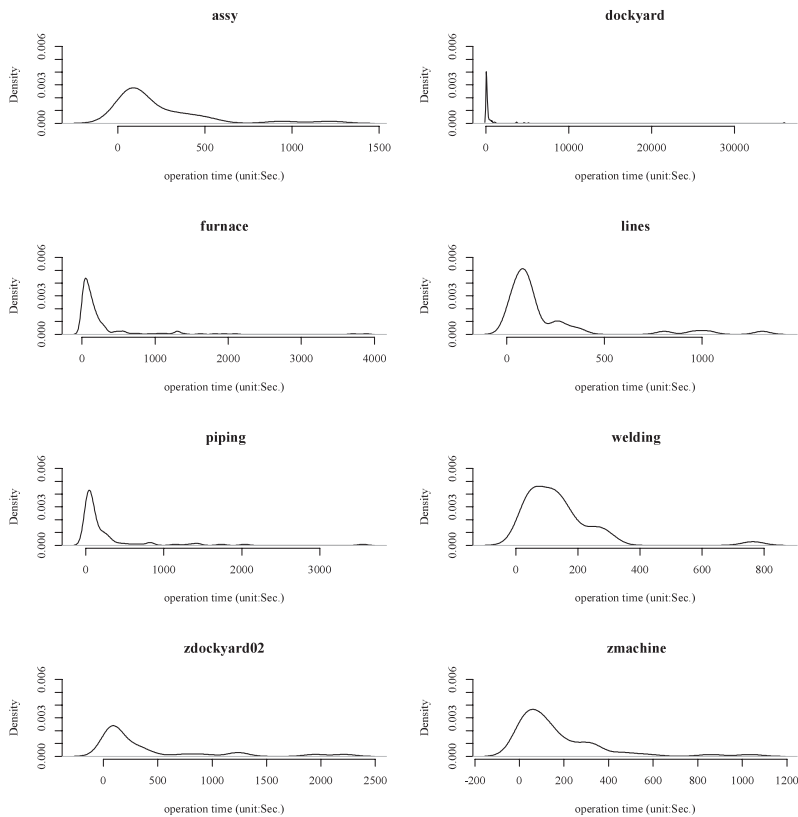 assy
Density
0.000 0.003 0.006
0 500 1000 1500
operation time (unit:Sec.)
dockyard
Density
0.000 0.003 0.006
0 10000 20000 30000
operation time (unit:Sec.)
furnace
Density
0.000 0.003 0.006
0 1000 2000 3000 4000
operation time (unit:Sec.)
lines
Density
0.000 0.003 0.006
0 500 1000
operation time (unit:Sec.)
piping
Density
0.000 0.003 0.006
0 1000 2000 3000
operation time (unit:Sec.)
welding
Density
0.000 0.003 0.006
0 200 400 600 800
operation time (unit:Sec.)
zdockyard02
Density
0.000 0.003 0.006
0 500 1000 1500 2000 2500
operation time (unit:Sec.)
zmachine
Density
0.000 0.003 0.006
-200 0 200 400 600 800 1000 1200
operation time (unit:Sec.)